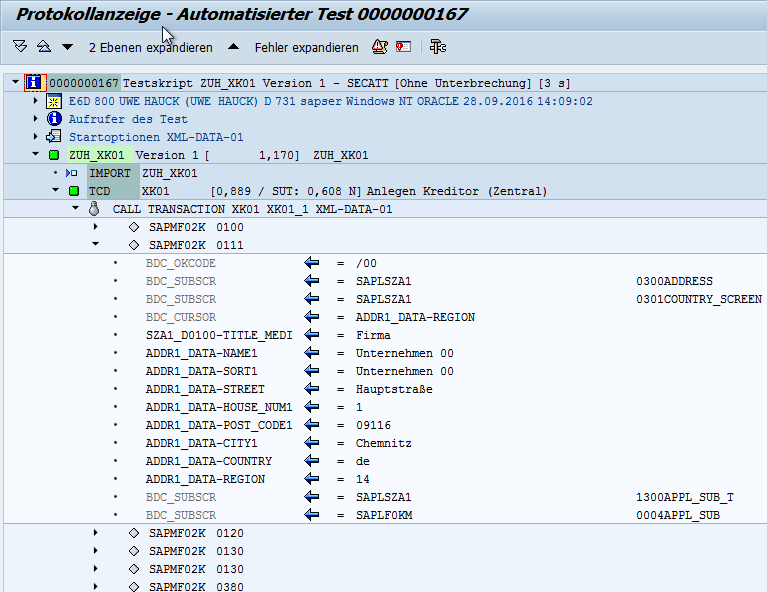 Protokollanzeige - Automatisierter Test 0000000167
2 Ebenen expandieren Fehler expandieren
0000000167 Testskript ZUH_XK01 Version 1 - SECATT [Ohne Unterbrechung] [3 s]
E6D 800 UWE HAUCK (UWE HAUCK) D 731 sapser Windows NT ORACLE 28.09.2016 14:09:02
Aufrufer des Test
Startoptionen XML-DATA-01
ZUH_XK01 Version 1 [ 1,170] ZUH_XK01
IMPORT ZUH_XK01
TCD XK01 [0,889 / SUT: 0,608 N] Anlegen Kreditor (Zentral)
CALL TRANSACTION XK01 XK01_1 XML-DATA-01
SAPMF02K 0100
SAPMF02K 0111
BDC_OKCODE = /00
BDC_SUBSCR = SAPLSZA1 0300ADDRESS
BDC_SUBSCR = SAPLSZA1 0301COUNTRY_SCREEN
BDC_CURSOR = ADDR1_DATA-REGION
SZA1_D0100-TITLE_MEDI = Firma
ADDR1_DATA-NAME1 = Unternehmen 00
ADDR1_DATA-SORT1 = Unternehmen 00
ADDR1_DATA-STREET = Hauptstraße
ADDR1_DATA-HOUSE_NUM1 = 1
ADDR1_DATA-POST_CODE1 = 09116
ADDR1_DATA-CITY1 = Chemnitz
ADDR1_DATA-COUNTRY = de
ADDR1_DATA-REGION = 14
BDC_SUBSCR = SAPLSZA1 1300APPL_SUB_T
BDC_SUBSCR = SAPLF0KM 0004APPL_SUB
SAPMF02K 0120
SAPMF02K 0130
SAPMF02K 0130
SAPMF02K 0380